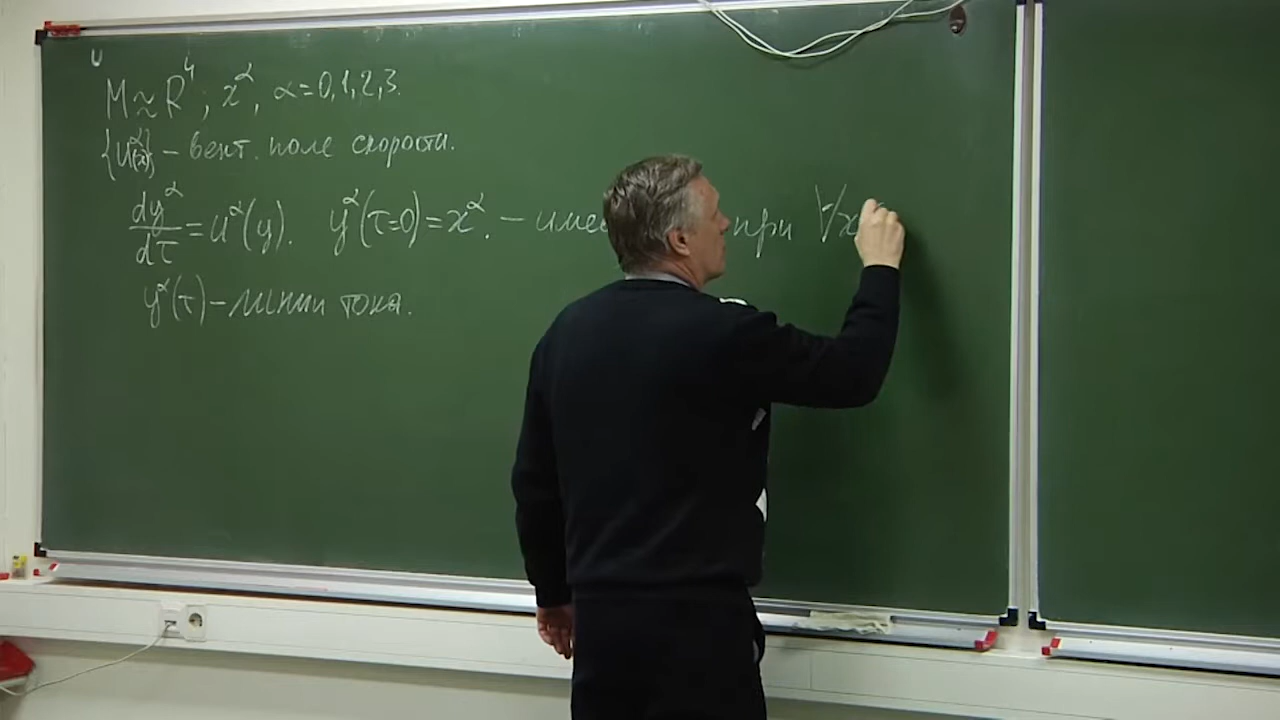 M ≈ R⁴; x^α, α = 0,1,2,3.
{u^α(x)} – вект. поле скорости.
dy^α/dτ = u^α(y). y^α(τ=0) = x^α. – име при ∀x
y^α(τ) – линии тока.